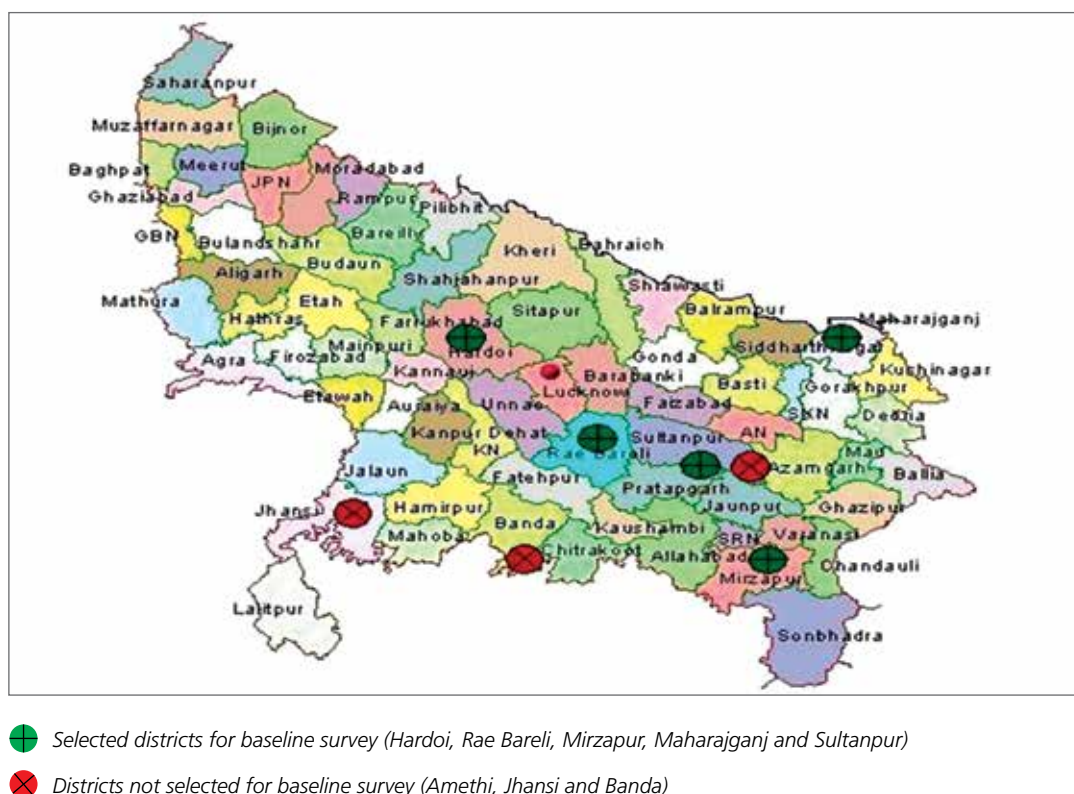 Saharanpur
Muzaffarnagar
Bijnor
Baghpat
Meerut
Moradabad
Ghaziabad
JPN
Rampur
Pilibhit
GBN
Bulandshahr
Bareilly
Kheri
Bahraich
Aligarh
Budaun
Shahjahanpur
Shrawasti
Mathura
Hathras
Etah
Farrukhabad
Sitapur
Balrampur
Maharajganj
Agra
Firozabad
Mainpuri
Hardoi
Gonda
Siddharthnagar
Kannauj
Barabanki
Basti
Gorakhpur
Kushinagar
Etawah
Auraiya
Unnao
Lucknow
Faizabad
SKN
Deoria
Kanpur Dehat
KN
Rae Barali
Sultanpur
AN
Azamgarh
Mad
Ballia
Jalaun
Fatehpur
Pratapgarh
Jhansi
Hamirpur
Banda
Kaushambi
Jaunpur
Ghazipur
Mahoba
Chitrakoot
Allahabad
SRN
Varanasi
Mirzapur
Chandauli
Lalitpur
Sonbhadra
Selected districts for baseline survey (Hardoi, Rae Bareli, Mirzapur, Maharajganj and Sultanpur)
Districts not selected for baseline survey (Amethi, Jhansi and Banda)